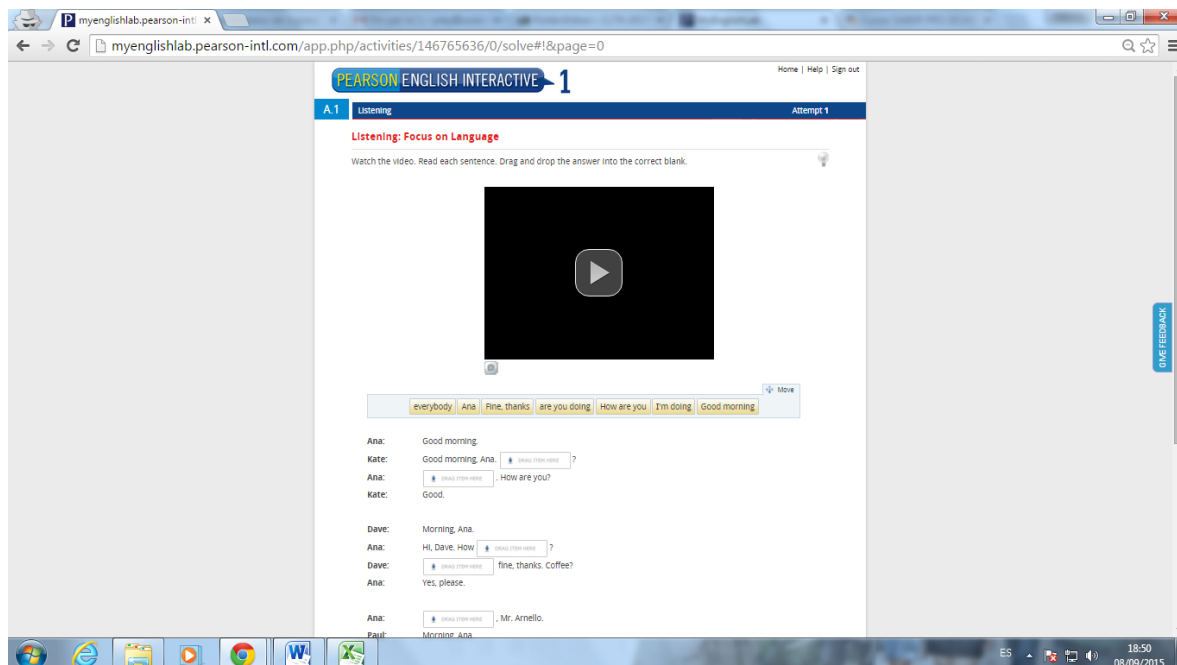 myenglishlab.pearson-intl
myenglishlab.pearson-intl.com/app.php/activities/146765636/0/solve#!&page=0
PEARSON ENGLISH INTERACTIVE 1
Home | Help | Sign out
A.1 Listening Attempt 1
Listening: Focus on Language
Watch the video. Read each sentence. Drag and drop the answer into the correct blank.
GIVE FEEDBACK
Move
everybody Ana Fine, thanks are you doing How are you I'm doing Good morning
Ana: Good morning.
Kate: Good morning, Ana. DRAG ITEM HERE ?
Ana: DRAG ITEM HERE . How are you?
Kate: Good.
Dave: Morning, Ana.
Ana: Hi, Dave. How DRAG ITEM HERE ?
Dave: DRAG ITEM HERE fine, thanks. Coffee?
Ana: Yes, please.
Ana: DRAG ITEM HERE , Mr. Arnello.
Paul: Morning, Ana
ES 18:50
08/09/2015